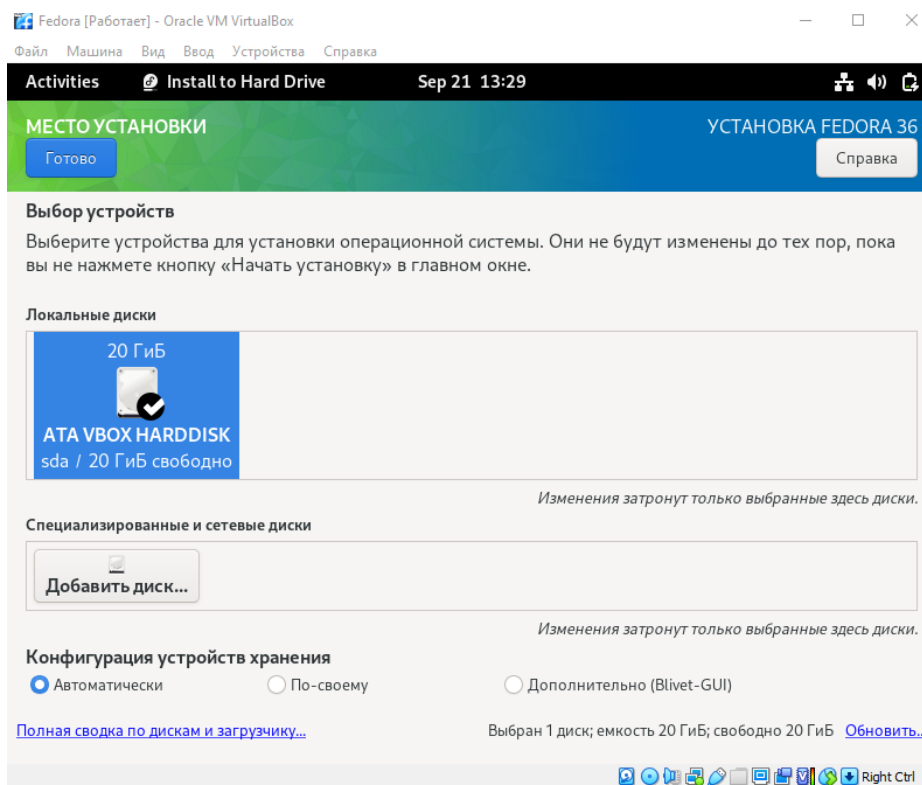 Fedora [Работает] - Oracle VM VirtualBox
Файл Машина Вид Ввод Устройства Справка
Activities Install to Hard Drive Sep 21 13:29
МЕСТО УСТАНОВКИ
УСТАНОВКА FEDORA 36
Готово
Справка
Выбор устройств
Выберите устройства для установки операционной системы. Они не будут изменены до тех пор, пока
вы не нажмете кнопку «Начать установку» в главном окне.
Локальные диски
20 ГиБ
ATA VBOX HARDDISK
sda / 20 ГиБ свободно
Изменения затронут только выбранные здесь диски.
Специализированные и сетевые диски
Добавить диск...
Изменения затронут только выбранные здесь диски.
Конфигурация устройств хранения
Автоматически По-своему Дополнительно (Blivet-GUI)
Полная сводка по дискам и загрузчику... Выбран 1 диск; емкость 20 ГиБ; свободно 20 ГиБ Обновить..
Right Ctrl